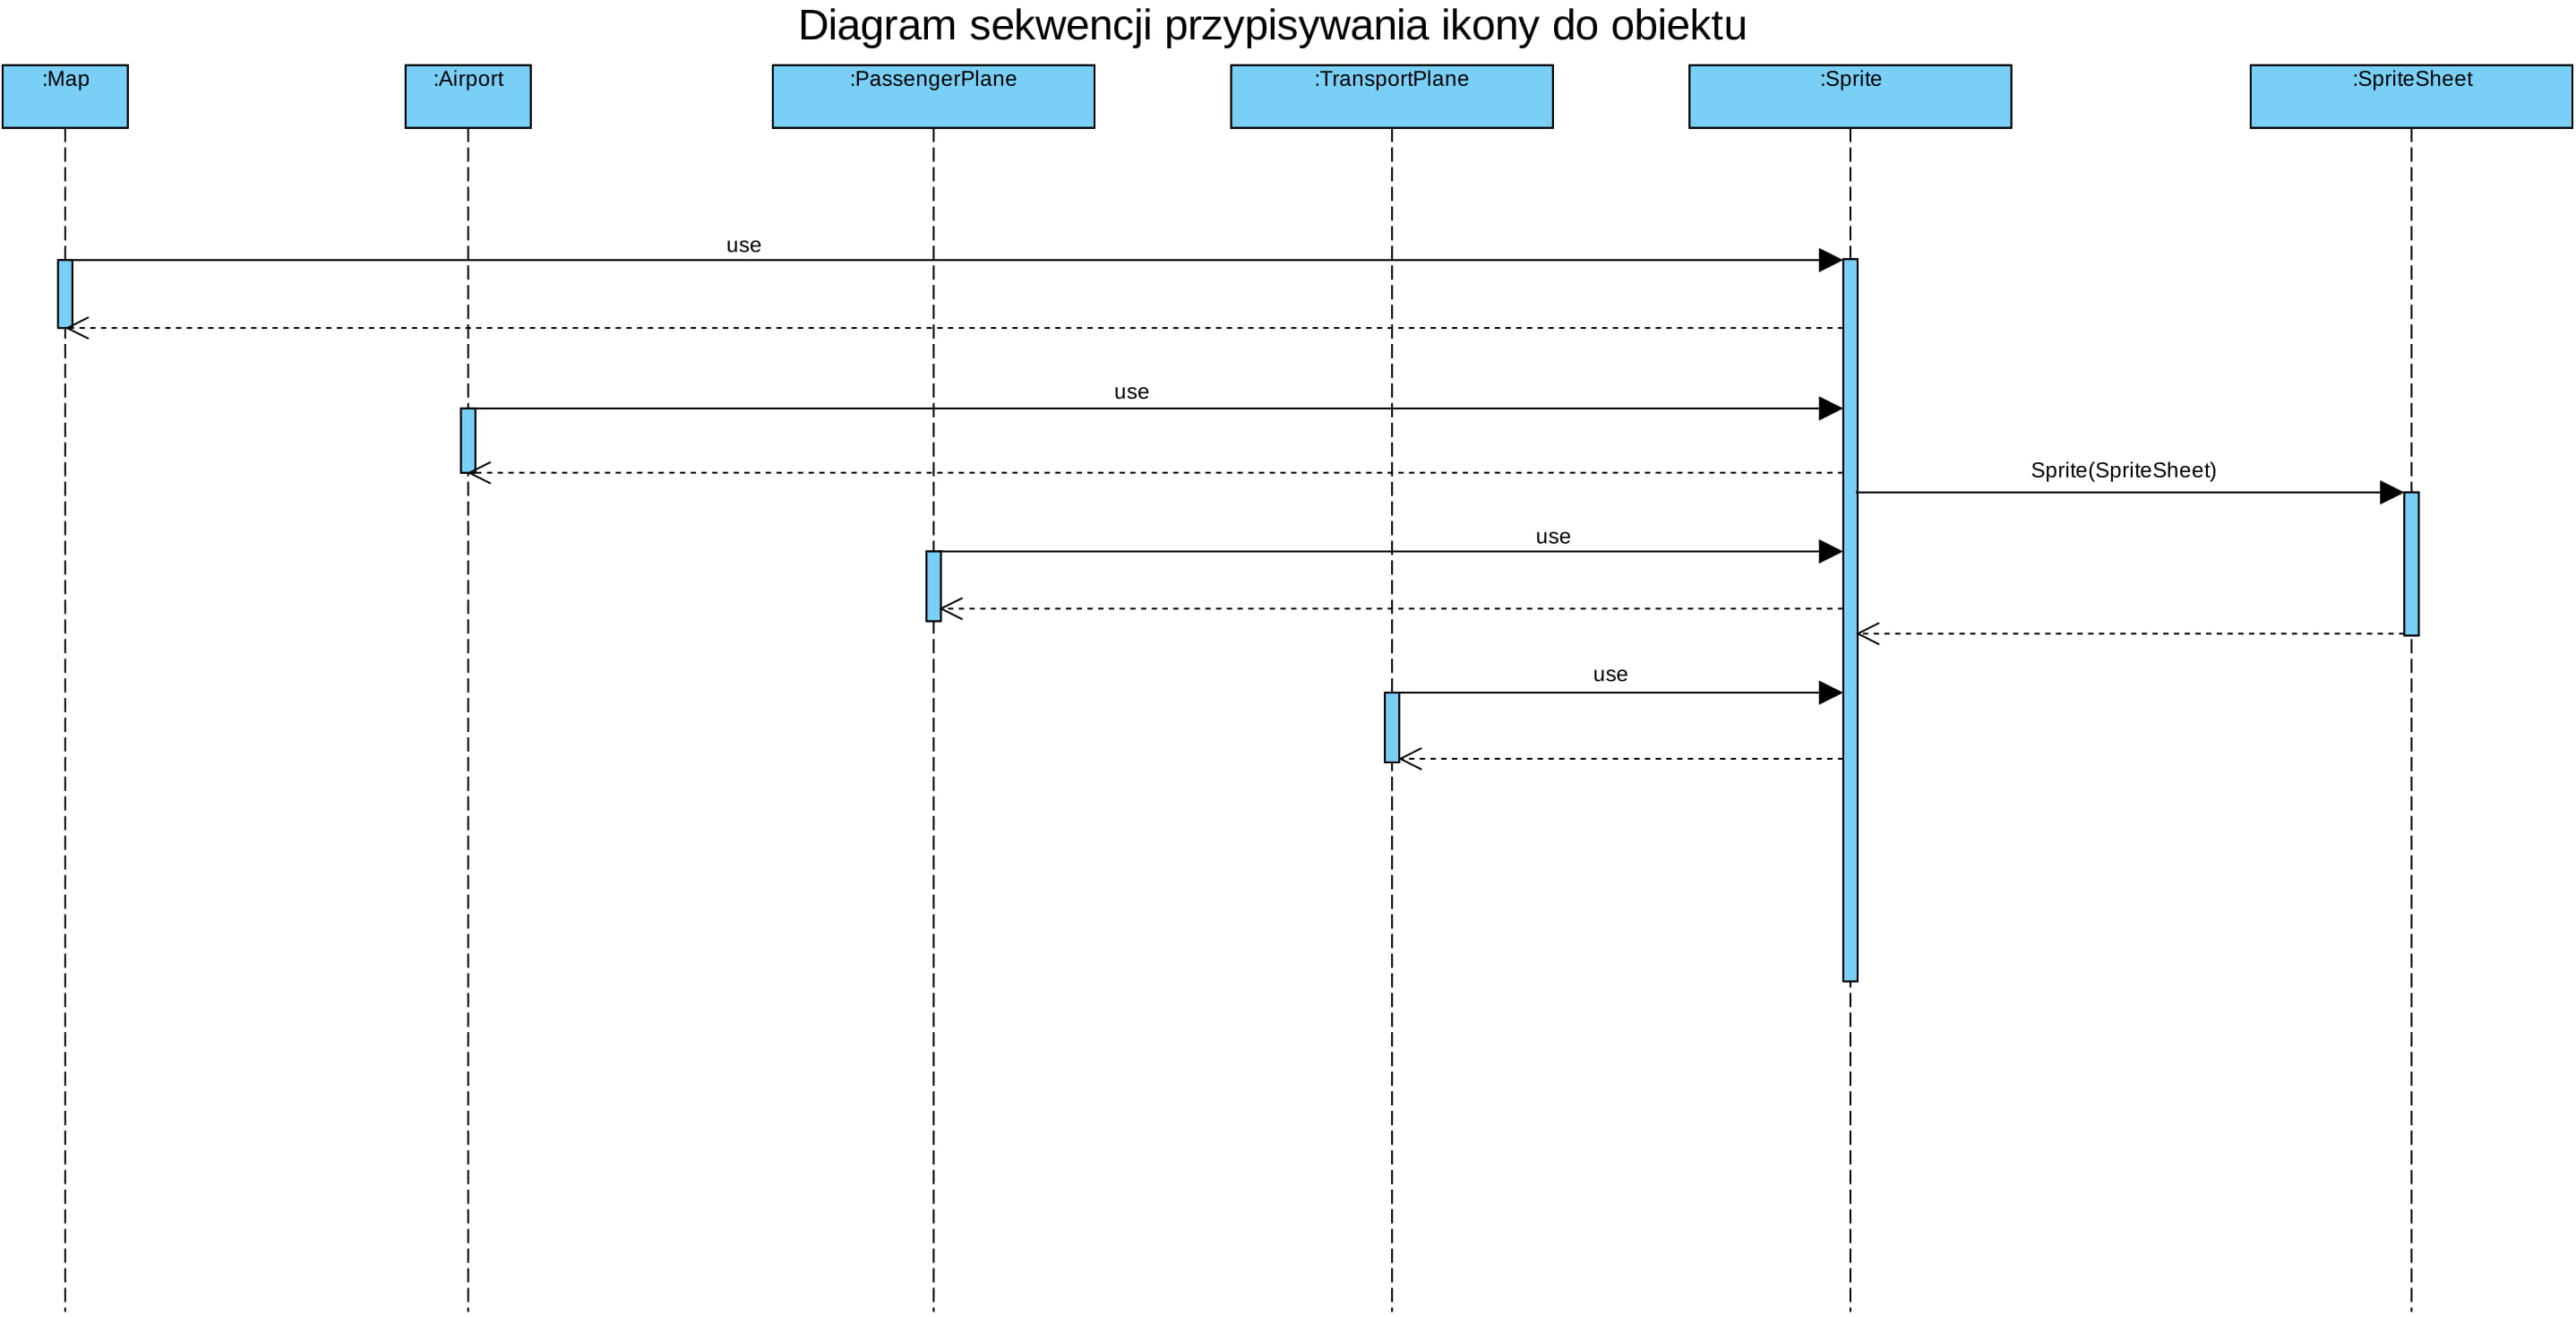 Diagram sekwencji przypisywania ikony do obiektu
:Map
:Airport
:PassengerPlane
:TransportPlane
:Sprite
:SpriteSheet
use
use
Sprite(SpriteSheet)
use
use